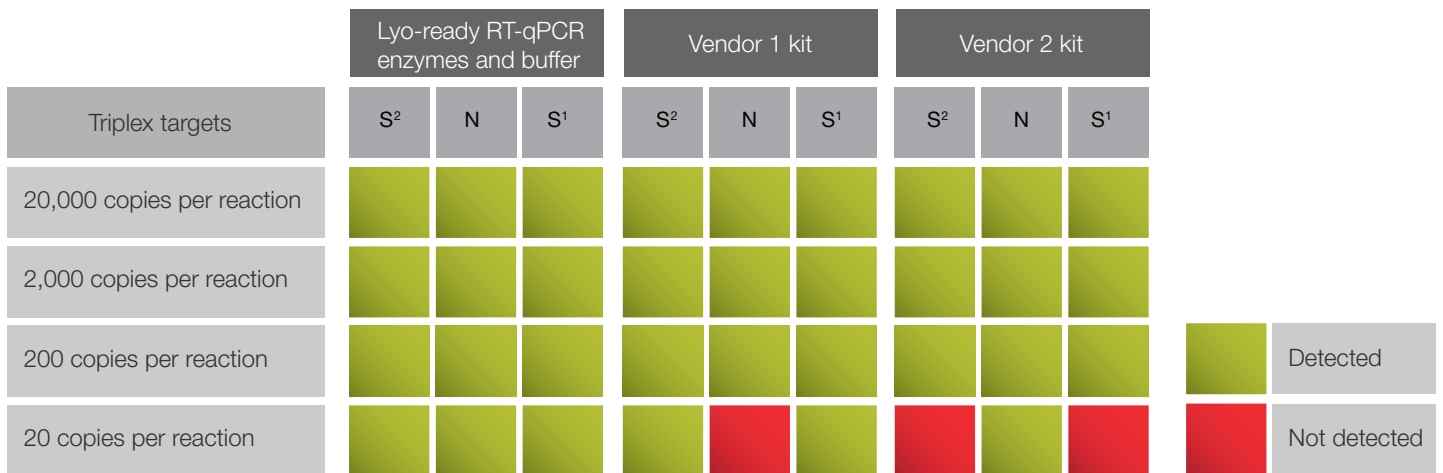 Lyo-ready RT-qPCR
enzymes and buffer
Vendor 1 kit
Vendor 2 kit
Triplex targets
S² N S¹ S² N S¹ S² N S¹
20,000 copies per reaction
2,000 copies per reaction
200 copies per reaction
Detected
20 copies per reaction
Not detected